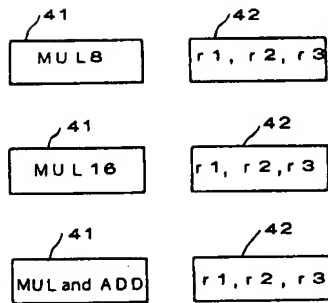 41 42
MUL8 r1, r2, r3
41 42
MUL16 r1, r2, r3
41 42
MUL and ADD r1, r2, r3